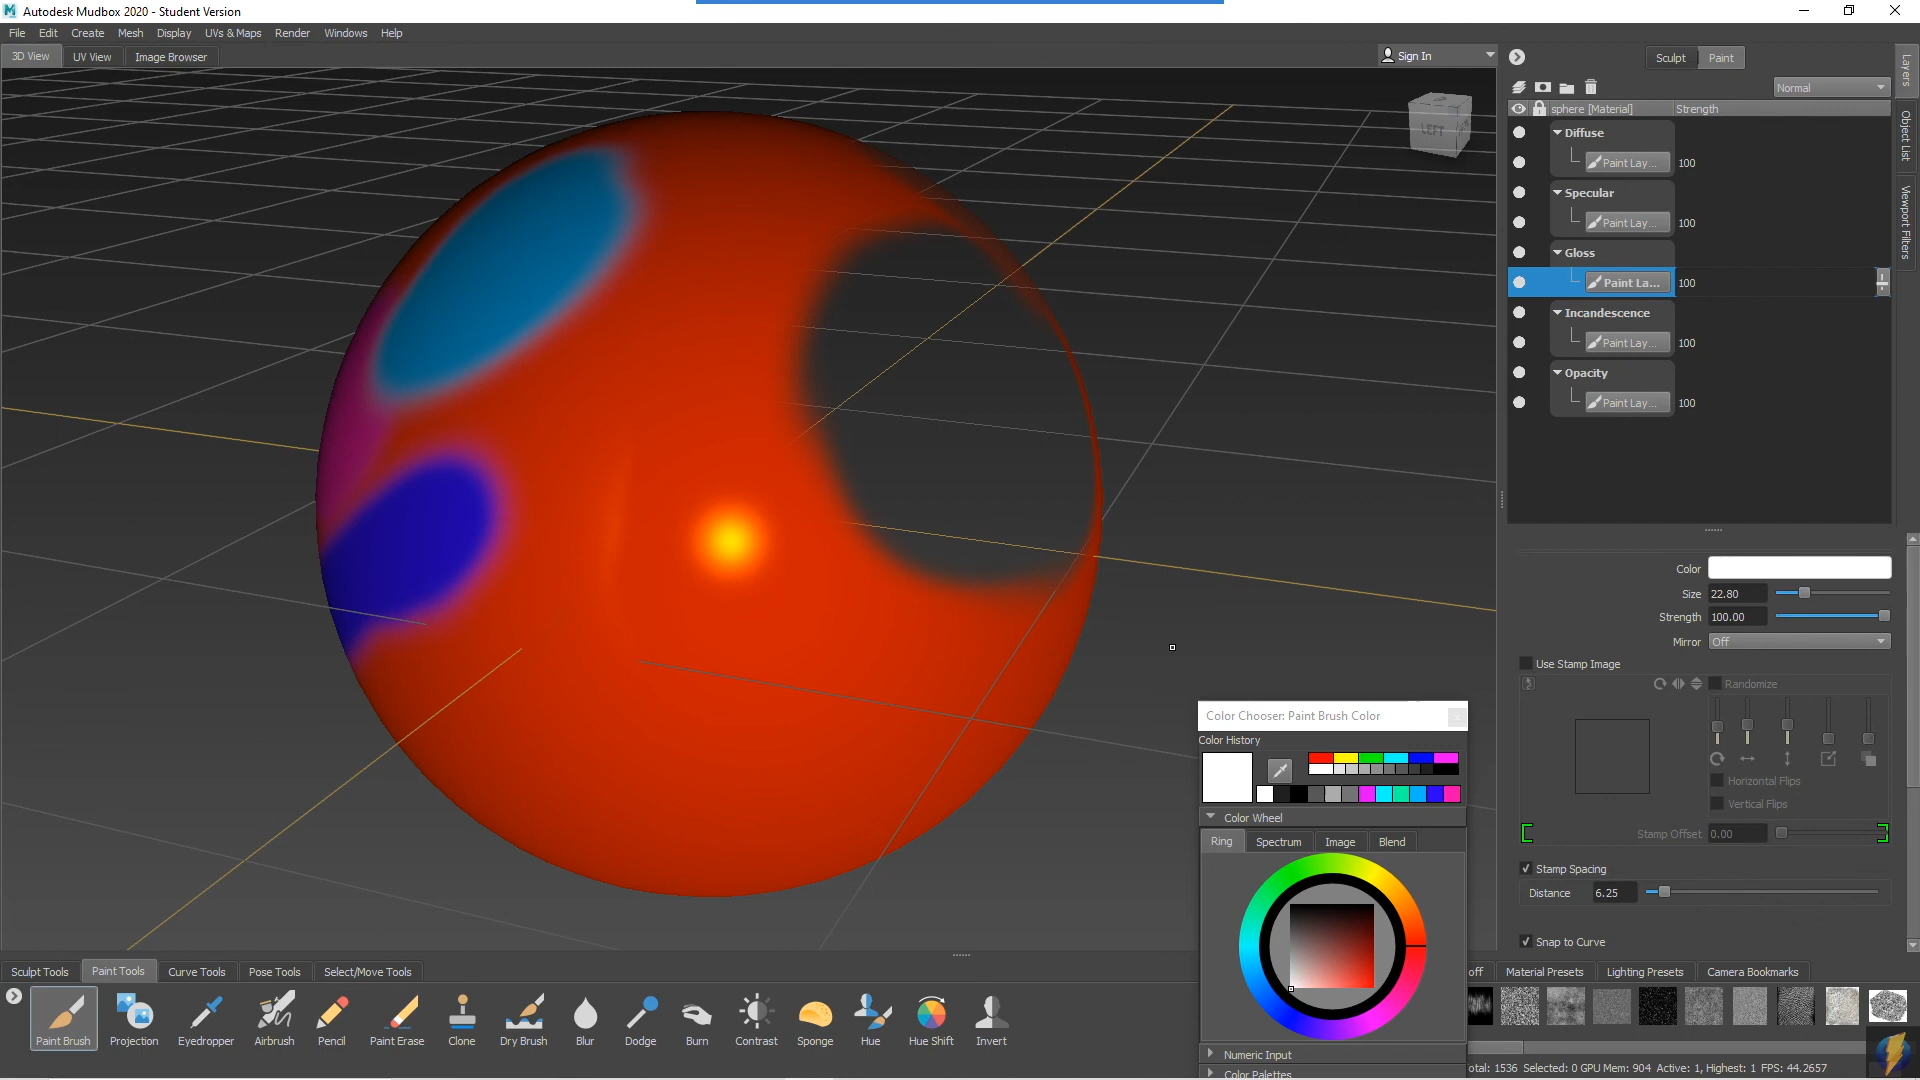 Autodesk Mudbox 2020 - Student Version
File Edit Create Mesh Display UVs & Maps Render Windows Help
3D View UV View Image Browser
Sign In
Sculpt Paint
Layers
Object List
Viewport Filters
Normal
sphere [Material] Strength
Diffuse
Paint Lay... 100
Specular
Paint Lay... 100
Gloss
Paint La... 100
Incandescence
Paint Lay... 100
Opacity
Paint Lay... 100
LEFT
Color
Size 22.80
Strength 100.00
Mirror Off
Use Stamp Image
Randomize
Horizontal Flips
Vertical Flips
Stamp Offset 0.00
Stamp Spacing
Distance 6.25
Snap to Curve
Color Chooser: Paint Brush Color
Color History
Color Wheel
Ring Spectrum Image Blend
Numeric Input
Color Palettes
Sculpt Tools Paint Tools Curve Tools Pose Tools Select/Move Tools
off Material Presets Lighting Presets Camera Bookmarks
Paint Brush Projection Eyedropper Airbrush Pencil Paint Erase Clone Dry Brush Blur Dodge Burn Contrast Sponge Hue Hue Shift Invert
otal: 1536 Selected: 0 GPU Mem: 904 Active: 1, Highest: 1 FPS: 44.2657